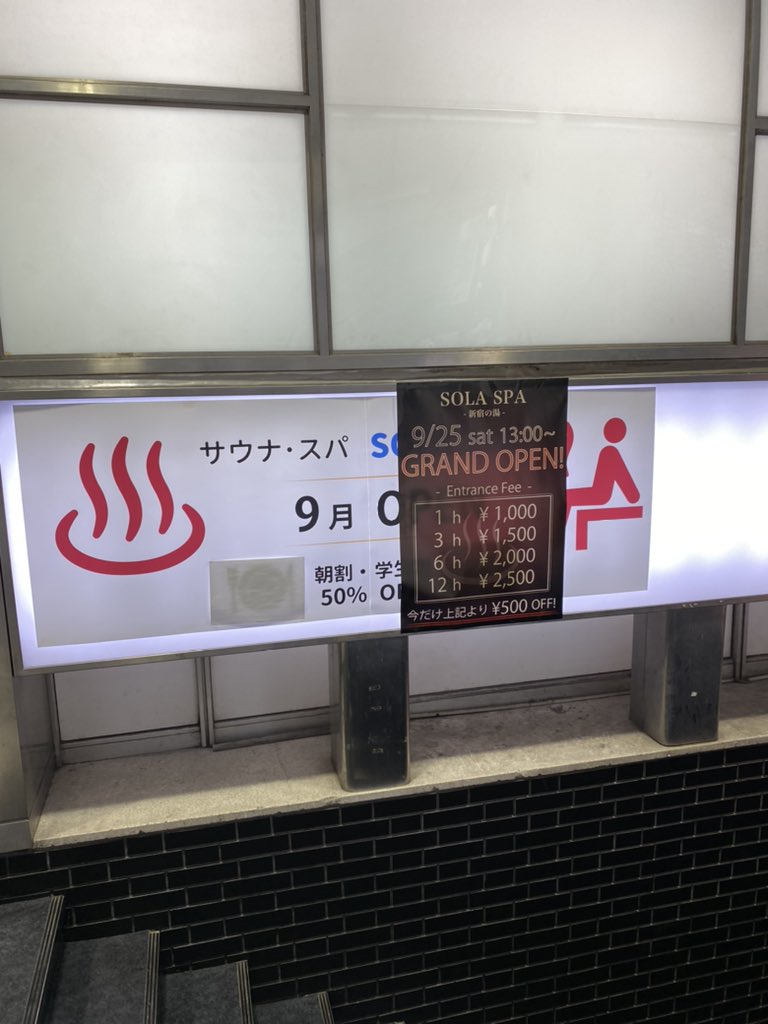 サウナ・スパ
9月
朝割・学生
50%
SOLA SPA
- 新宿の湯 -
9/25 sat 13:00~
GRAND OPEN!
- Entrance Fee -
1 h ¥1,000
3 h ¥1,500
6 h ¥2,000
12 h ¥2,500
今だけ上記より ¥500 OFF!